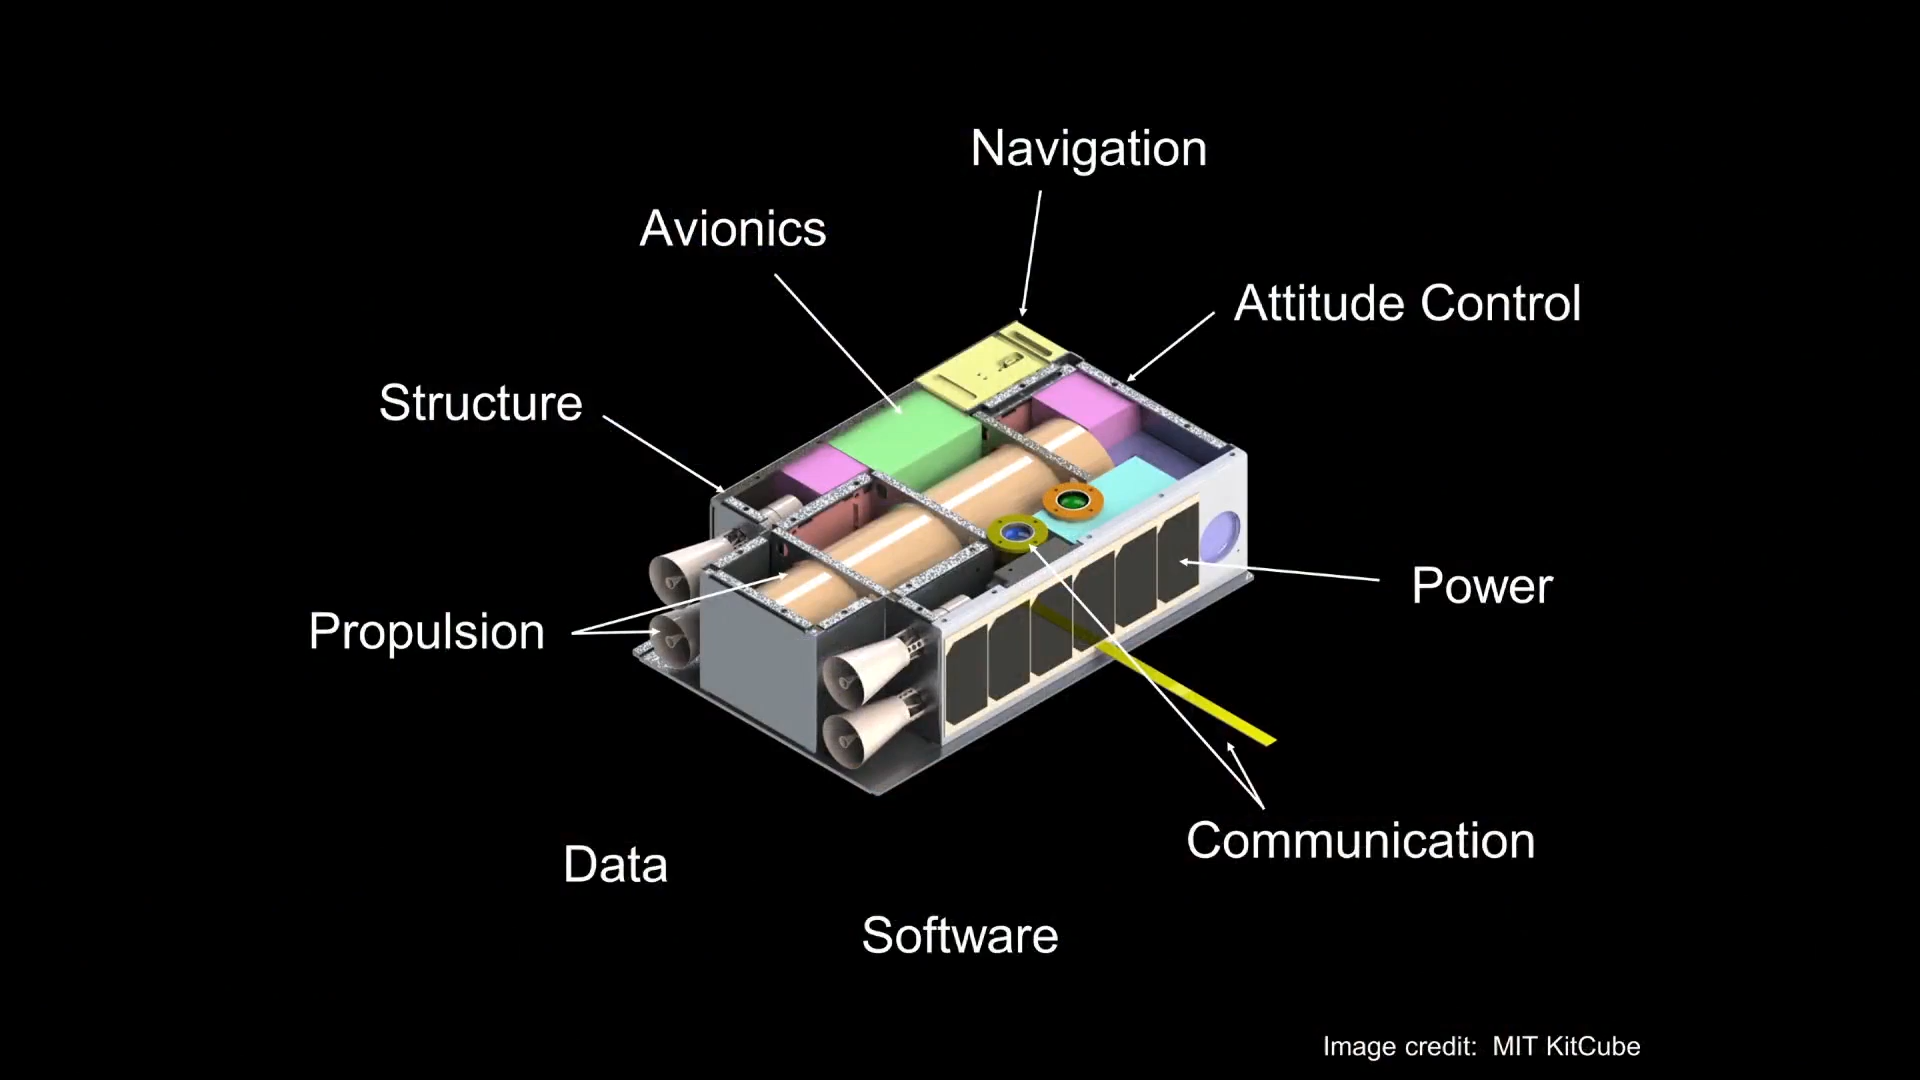 Navigation
Avionics
Attitude Control
Structure
Power
Propulsion
Communication
Data
Software
Image credit: MIT KitCube